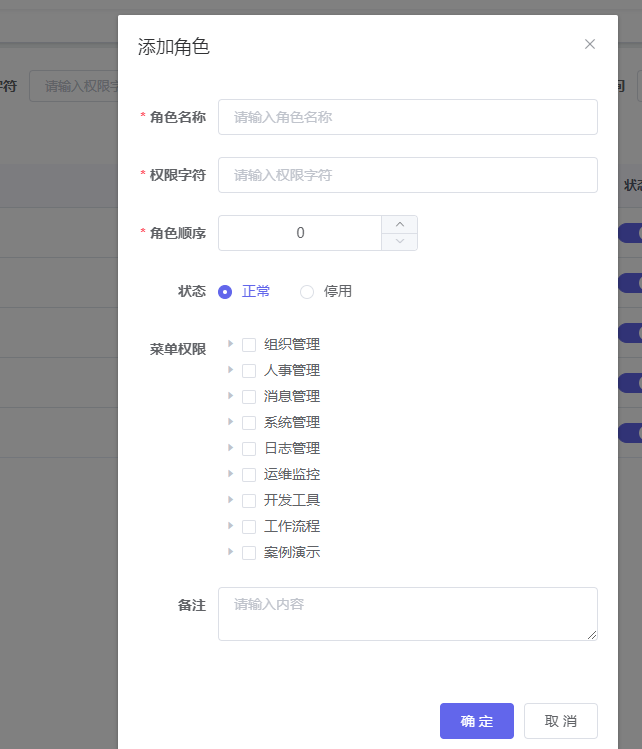 添加角色
字符 请输入权限字 间
* 角色名称 请输入角色名称
* 权限字符 请输入权限字符
状态
* 角色顺序 0
状态 正常 停用
菜单权限 组织管理
人事管理
消息管理
系统管理
日志管理
运维监控
开发工具
工作流程
案例演示
备注 请输入内容
确 定 取 消